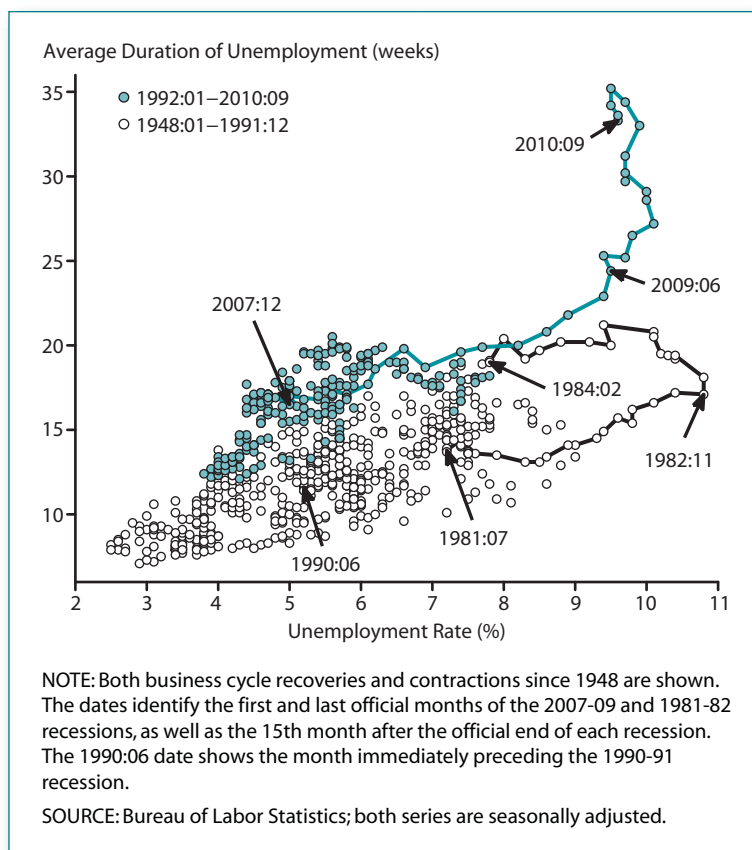 Average Duration of Unemployment (weeks)
35
1992:01–2010:09
1948:01–1991:12
2010:09
30
25
2009:06
2007:12
20
1984:02
15
1982:11
10
1981:07
1990:06
2 3 4 5 6 7 8 9 10 11
Unemployment Rate (%)
NOTE: Both business cycle recoveries and contractions since 1948 are shown.
The dates identify the first and last official months of the 2007-09 and 1981-82
recessions, as well as the 15th month after the official end of each recession.
The 1990:06 date shows the month immediately preceding the 1990-91
recession.
SOURCE: Bureau of Labor Statistics; both series are seasonally adjusted.